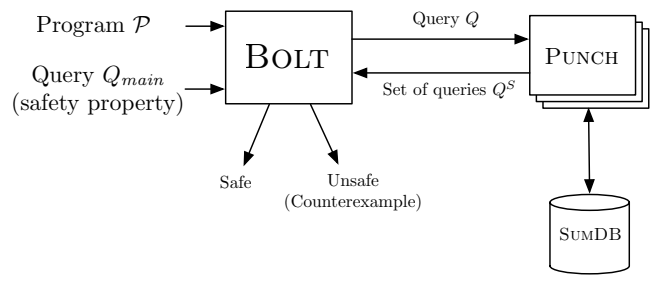 Program 𝒫
Query Q_main
(safety property)
BOLT
Query Q
Set of queries Q^S
PUNCH
Safe
Unsafe
(Counterexample)
SUMDB